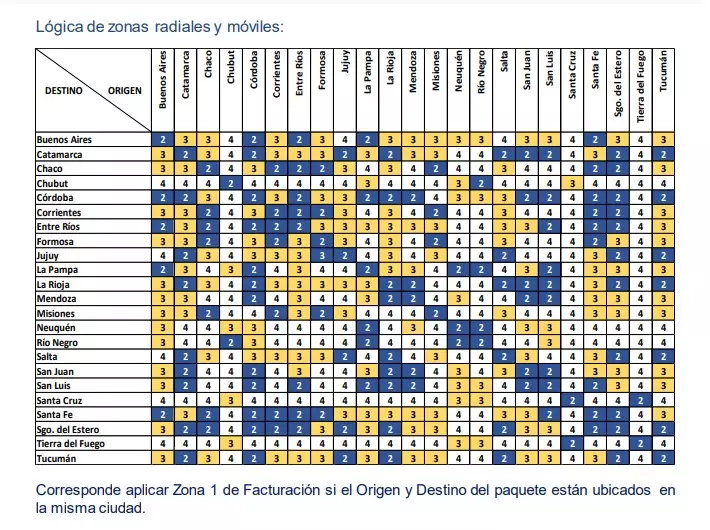 Lógica de zonas radiales y móviles:
DESTINO ORIGEN Buenos Aires Catamarca Chaco Chubut Córdoba Corrientes Entre Ríos Formosa Jujuy La Pampa La Rioja Mendoza Misiones Neuquén Río Negro Salta San Juan San Luis Santa Cruz Santa Fe Sgo. del Estero Tierra del Fuego Tucumán
Buenos Aires 2 3 3 4 2 3 2 3 4 2 3 3 3 3 3 4 3 3 4 2 3 4 3
Catamarca 3 2 3 4 2 3 3 3 2 3 2 3 3 4 4 2 2 2 4 3 2 4 2
Chaco 3 3 2 4 3 2 2 2 3 4 3 4 2 4 4 3 4 4 4 2 2 4 3
Chubut 4 4 4 2 4 4 4 4 4 3 4 4 4 3 2 4 4 4 3 4 4 4 4
Córdoba 2 2 3 4 2 3 2 3 3 2 2 2 4 3 3 3 2 2 4 2 2 4 2
Corrientes 3 3 2 4 3 2 2 2 3 4 3 4 2 4 4 3 4 4 4 2 2 4 3
Entre Ríos 2 3 2 4 2 2 2 2 3 3 3 3 3 4 4 3 3 2 4 2 2 4 3
Formosa 3 3 2 4 3 2 2 2 3 4 3 4 2 4 4 3 4 4 4 2 3 4 3
Jujuy 4 2 3 4 3 3 3 3 2 4 3 4 3 4 4 2 4 4 4 3 2 4 2
La Pampa 2 3 4 3 2 4 3 4 4 2 3 3 4 2 2 4 3 2 4 3 3 4 3
La Rioja 3 2 3 4 2 3 3 3 3 3 2 2 4 4 4 3 2 2 4 3 2 4 2
Mendoza 3 3 4 4 2 4 3 4 4 3 2 2 4 3 4 4 2 2 4 3 3 4 3
Misiones 3 3 2 4 4 2 3 2 3 4 4 4 2 4 4 3 4 4 4 3 3 4 3
Neuquén 3 4 4 3 3 4 4 4 4 2 4 3 4 2 2 4 3 3 4 4 4 4 4
Río Negro 3 4 4 2 3 4 4 4 4 2 4 4 4 2 2 4 4 3 4 4 4 4 4
Salta 4 2 3 4 3 3 3 3 2 4 3 4 3 4 4 2 3 4 4 3 2 4 2
San Juan 3 2 4 4 2 4 3 4 4 3 2 2 4 3 4 3 2 2 4 3 3 4 2
San Luis 3 2 4 4 2 4 2 4 4 2 2 2 4 3 3 4 2 2 4 2 3 4 3
Santa Cruz 4 4 4 3 4 4 4 4 4 4 4 4 4 3 3 4 4 4 2 4 4 2 4
Santa Fe 2 3 2 4 2 2 2 2 3 3 3 3 3 4 4 3 3 2 4 2 2 4 3
Sgo. del Estero 3 2 2 4 2 2 2 3 2 3 2 3 3 4 4 2 3 3 4 2 2 4 2
Tierra del Fuego 4 4 4 3 4 4 4 4 4 4 4 4 4 3 3 4 4 4 2 4 4 2 4
Tucumán 3 2 3 4 2 3 3 3 2 3 2 3 3 4 4 2 3 3 4 3 2 4 2
Corresponde aplicar Zona 1 de Facturación si el Origen y Destino del paquete están ubicados en
la misma ciudad.